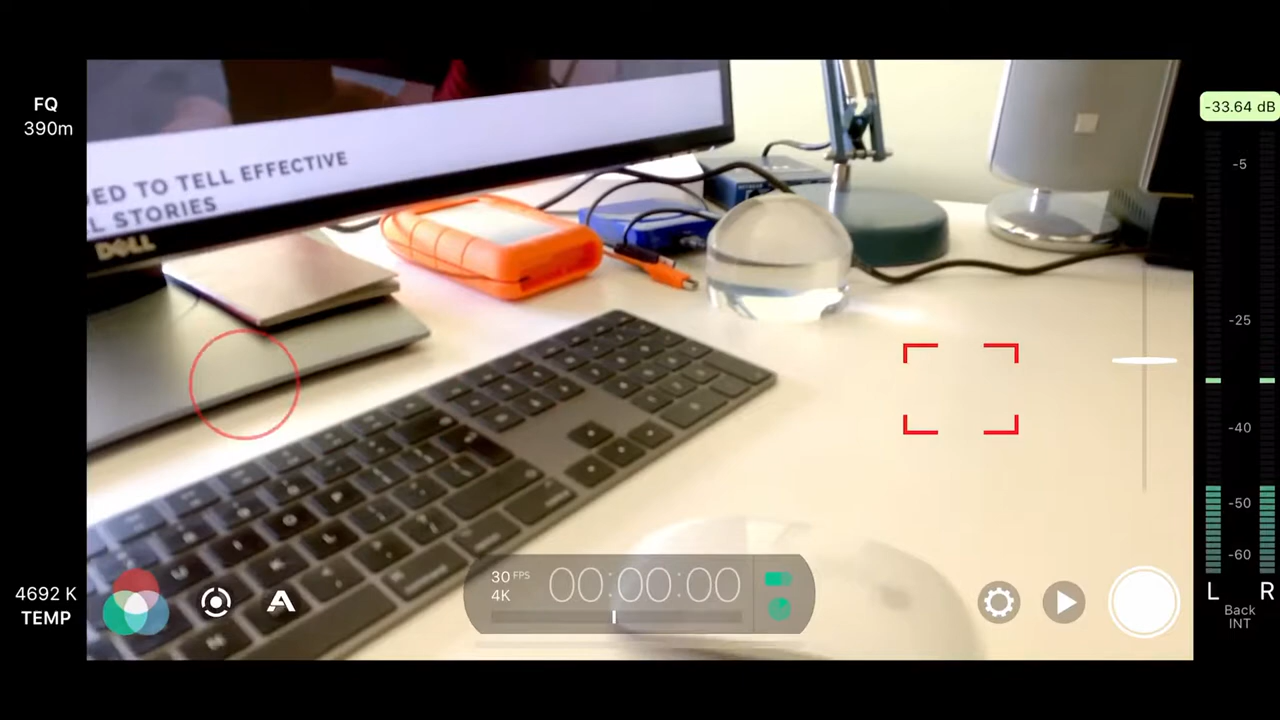 FQ
390m
-33.64 dB
-5
DED TO TELL EFFECTIVE
L STORIES
DELL
-25
-40
-50
-60
30 FPS
4K
00:00:00
4692 K
TEMP
L R
Back
INT